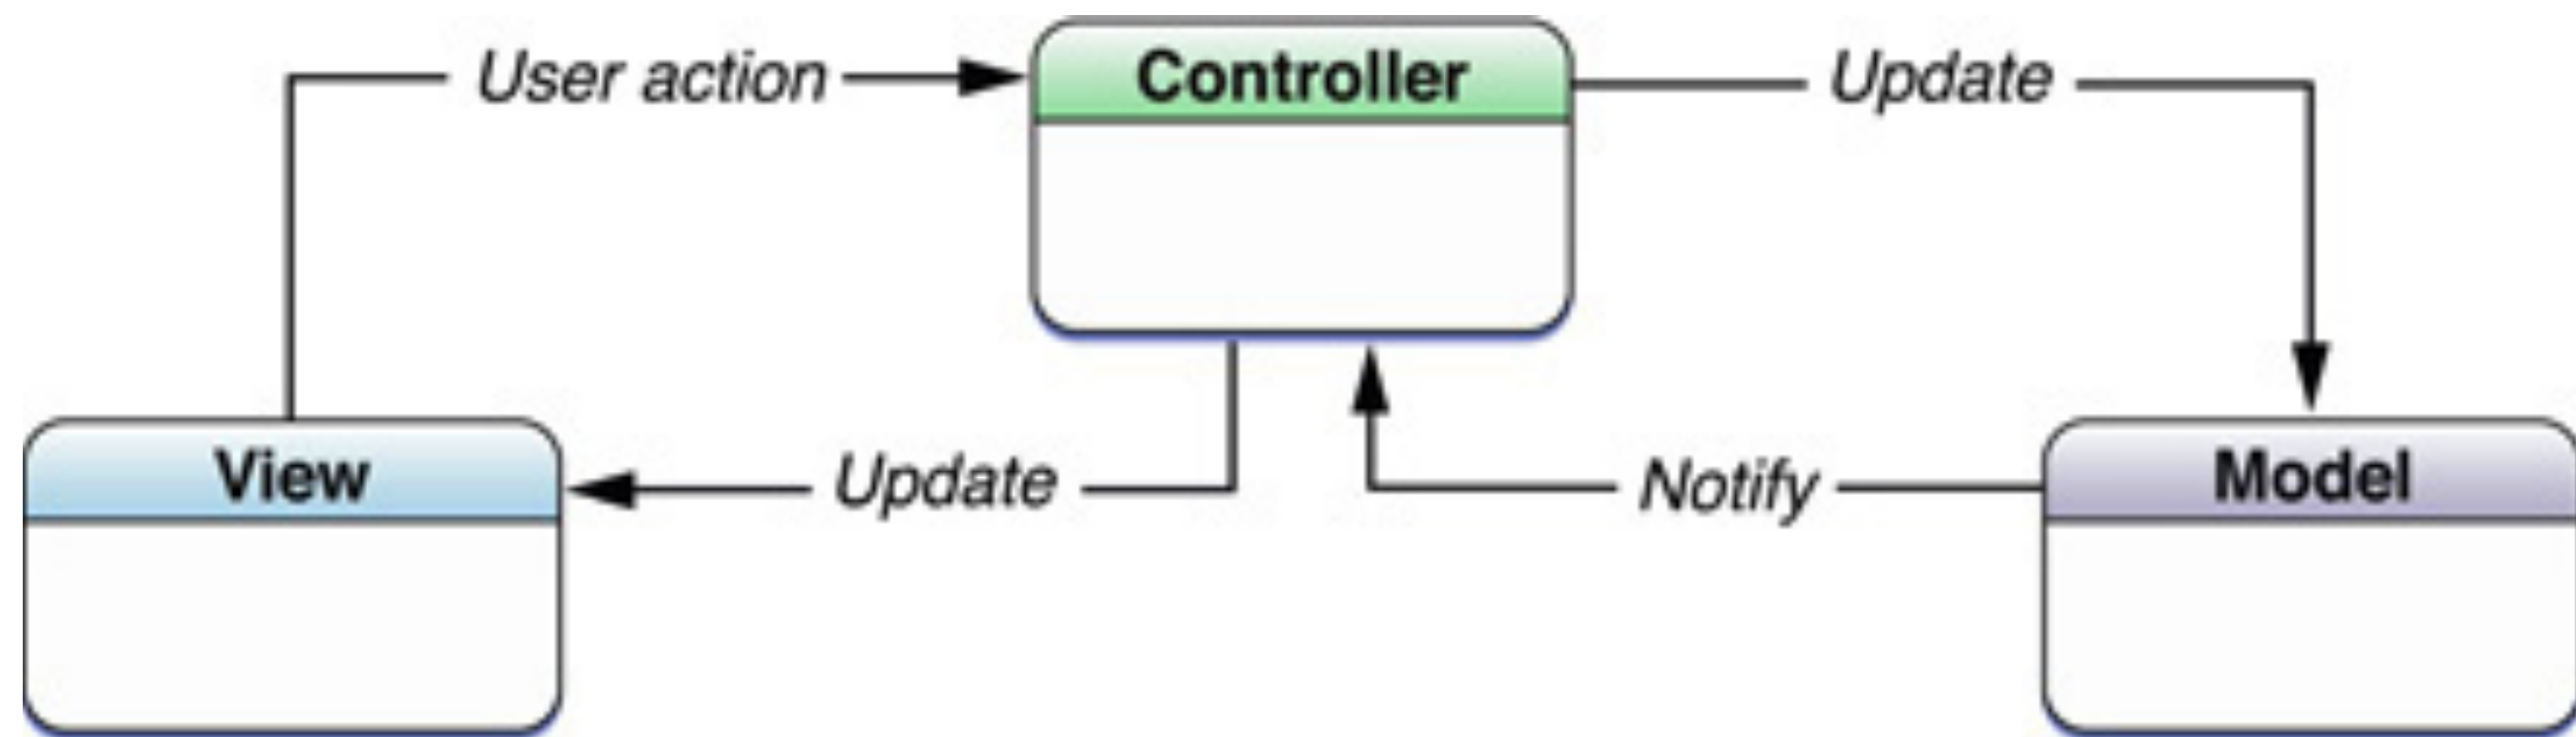 User action
Controller
Update
View
Update
Notify
Model